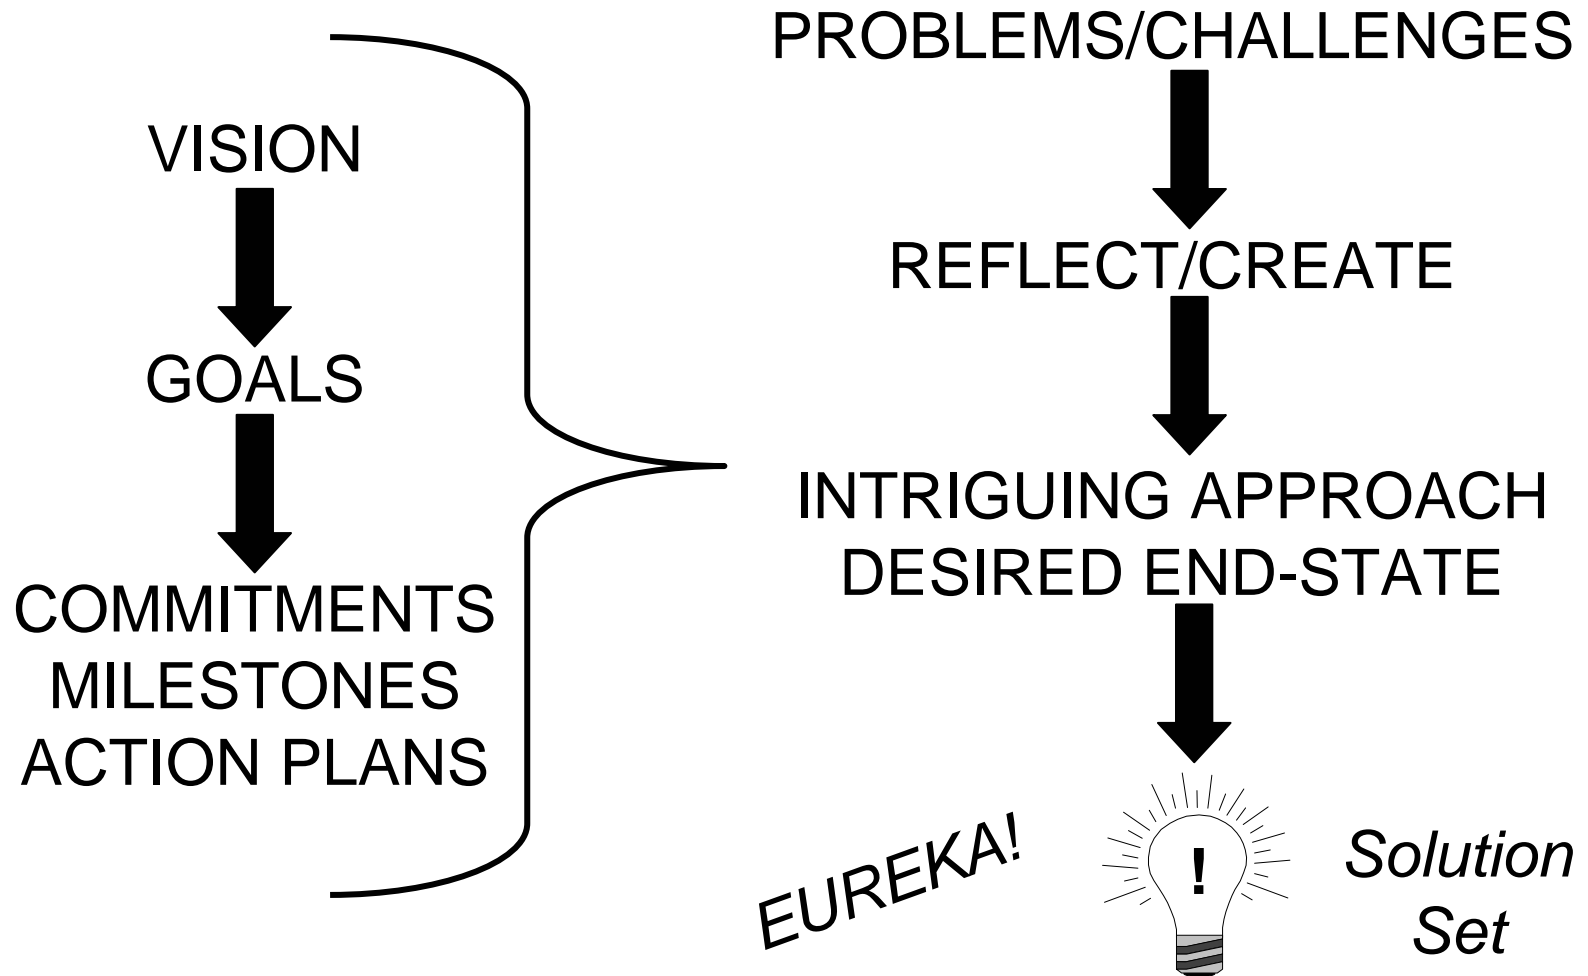 VISION
GOALS
COMMITMENTS
MILESTONES
ACTION PLANS
PROBLEMS/CHALLENGES
REFLECT/CREATE
INTRIGUING APPROACH
DESIRED END-STATE
EUREKA!
!
Solution
Set